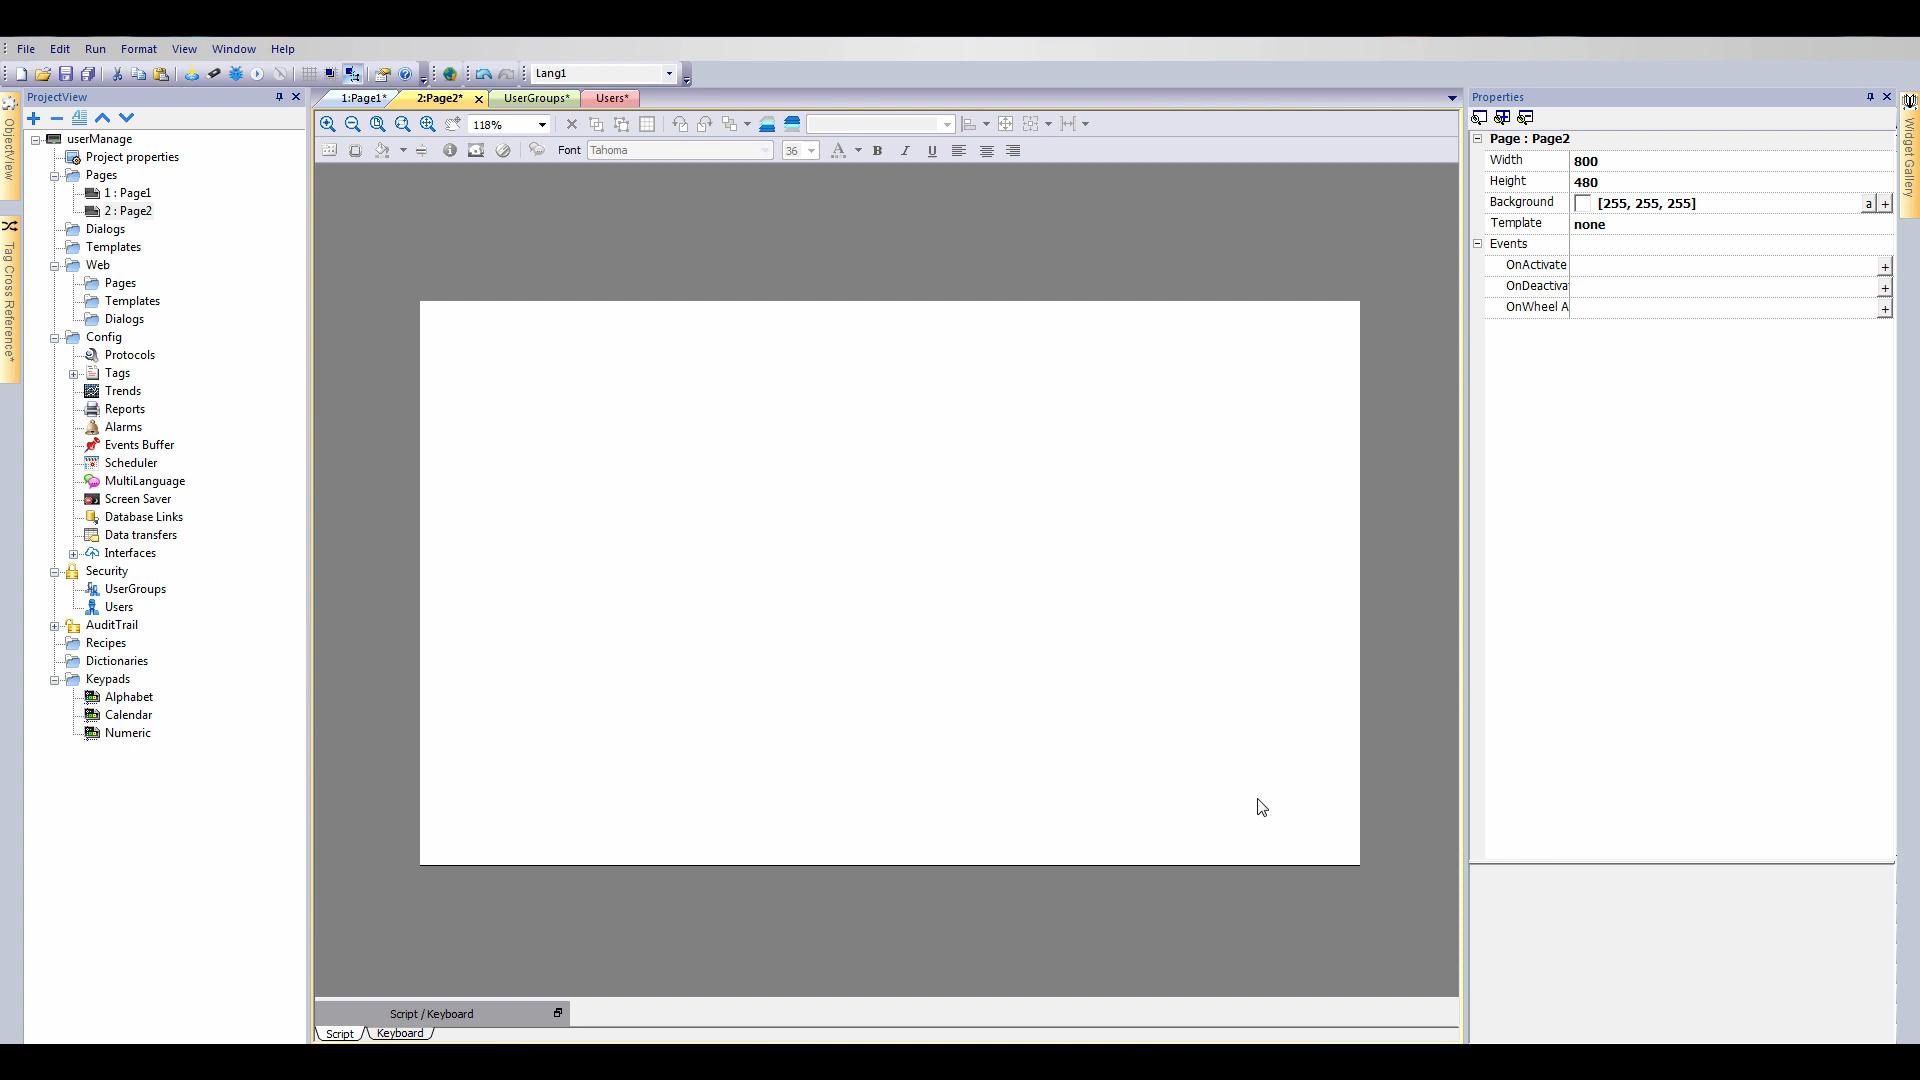 File Edit Run Format View Window Help
Lang1
ProjectView
1:Page1* 2:Page2* UserGroups* Users*
Properties
ObjectView
Tag Cross Reference*
Widget Gallery
118%
Font Tahoma 36 A B I U
userManage
Project properties
Pages
1 : Page1
2 : Page2
Dialogs
Templates
Web
Pages
Templates
Dialogs
Config
Protocols
Tags
Trends
Reports
Alarms
Events Buffer
Scheduler
MultiLanguage
Screen Saver
Database Links
Data transfers
Interfaces
Security
UserGroups
Users
AuditTrail
Recipes
Dictionaries
Keypads
Alphabet
Calendar
Numeric
Page : Page2
Width 800
Height 480
Background [255, 255, 255] a +
Template none
Events
OnActivate +
OnDeactiva +
OnWheel A +
Script / Keyboard
Script Keyboard